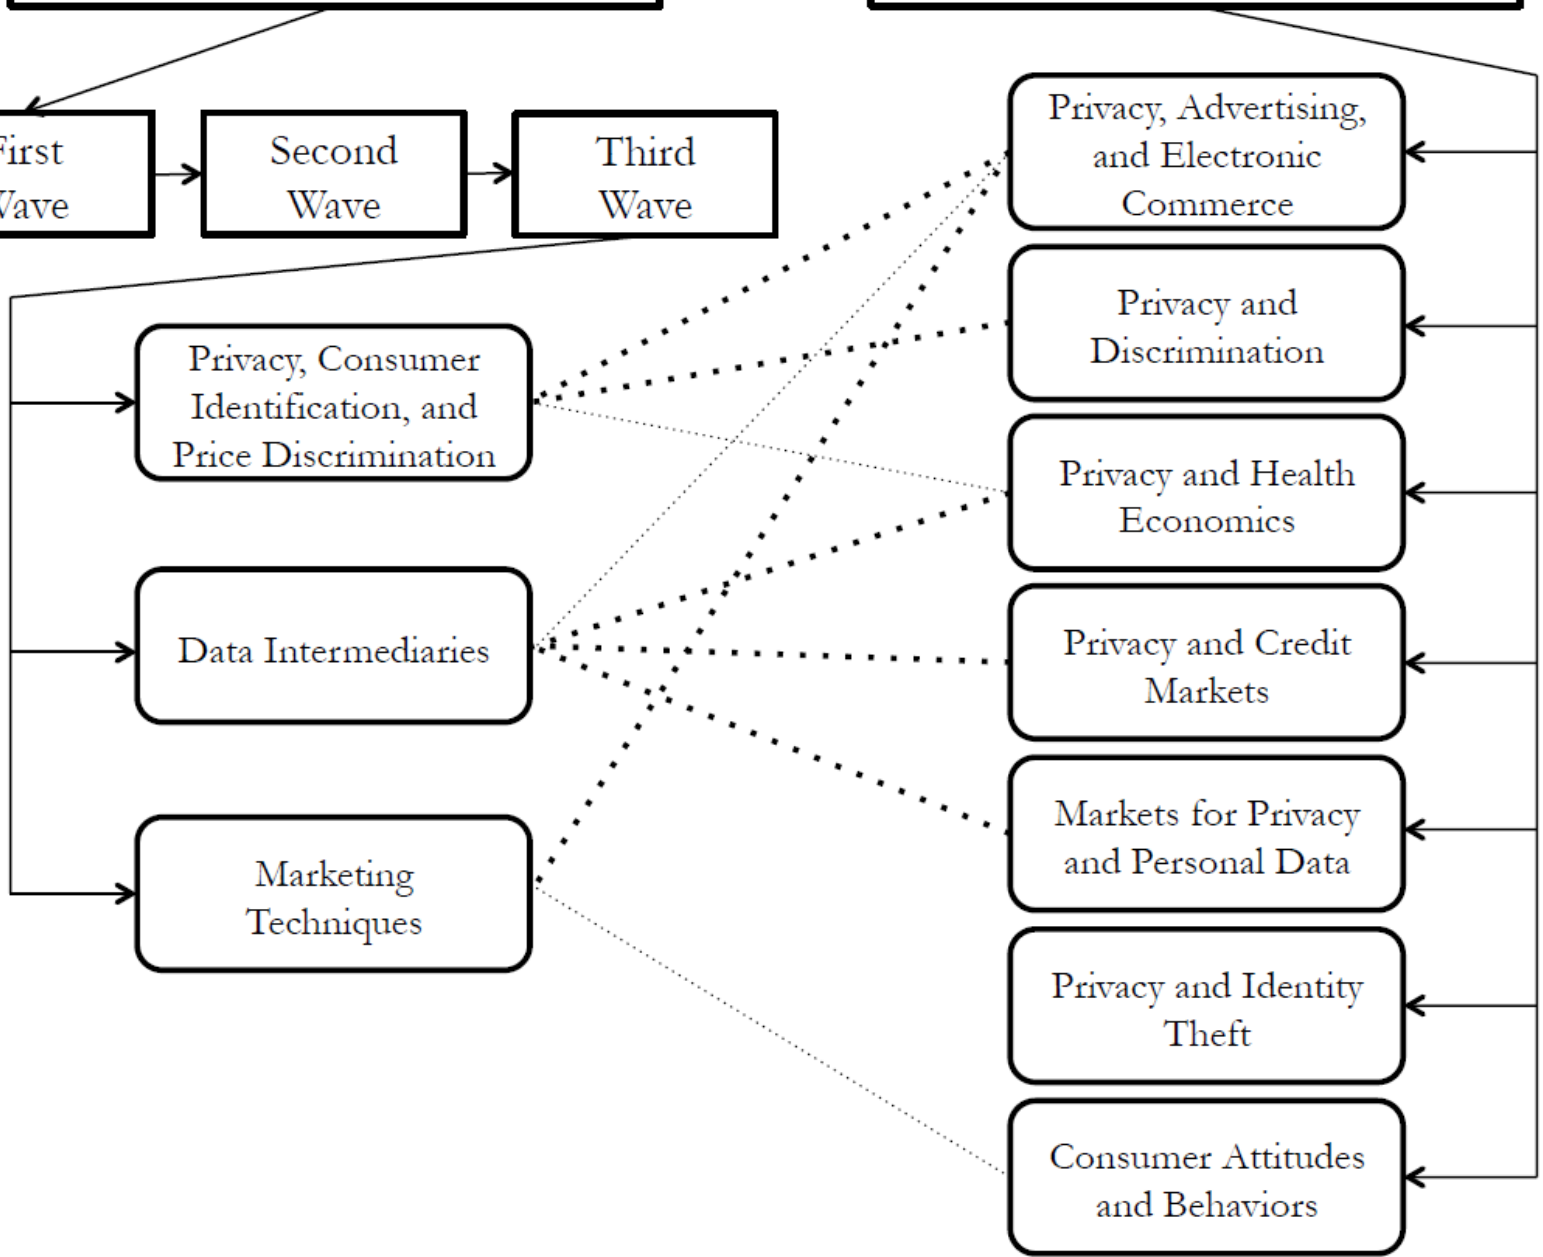 First
Wave
Second
Wave
Third
Wave
Privacy, Consumer
Identification, and
Price Discrimination
Data Intermediaries
Marketing
Techniques
Privacy, Advertising,
and Electronic
Commerce
Privacy and
Discrimination
Privacy and Health
Economics
Privacy and Credit
Markets
Markets for Privacy
and Personal Data
Privacy and Identity
Theft
Consumer Attitudes
and Behaviors